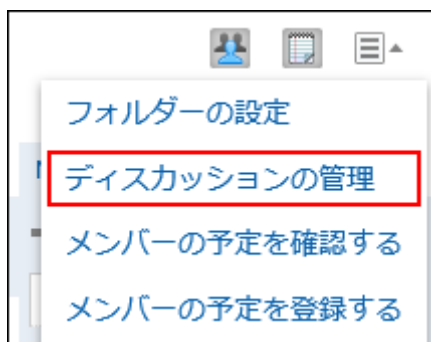 フォルダーの設定
ディスカッションの管理
メンバーの予定を確認する
メンバーの予定を登録する